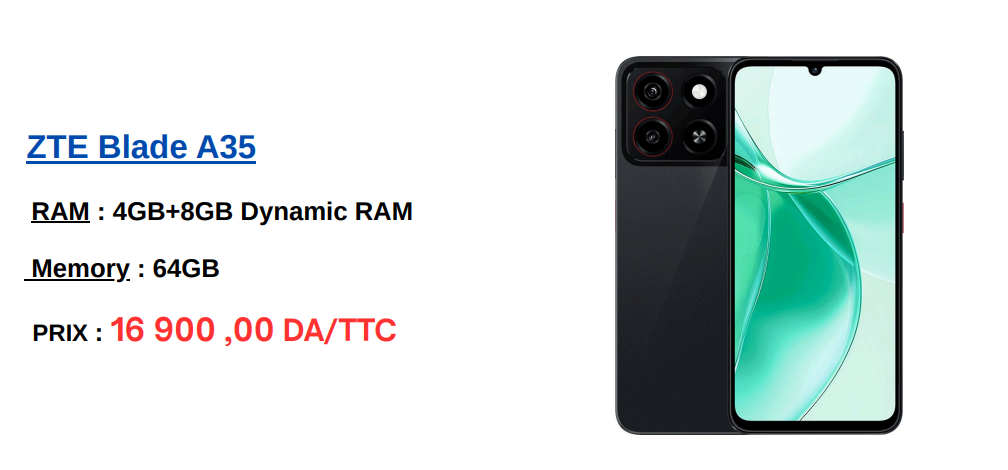 ZTE Blade A35
RAM : 4GB+8GB Dynamic RAM
Memory : 64GB
PRIX : 16 900 ,00 DA/TTC